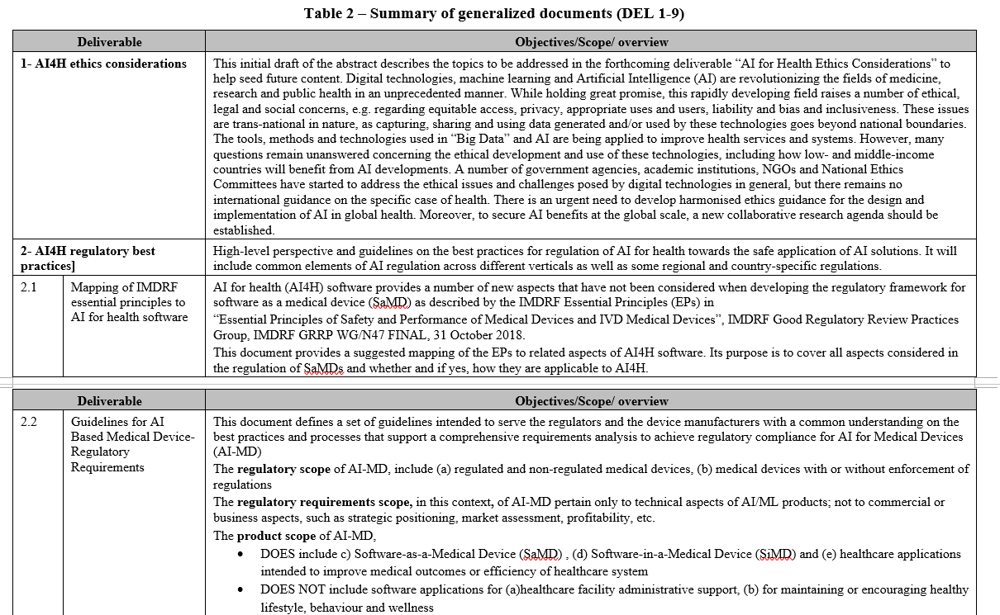 Table 2 – Summary of generalized documents (DEL 1-9)
Deliverable
Objectives/Scope/ overview
1- AI4H ethics considerations
This initial draft of the abstract describes the topics to be addressed in the forthcoming deliverable “AI for Health Ethics Considerations” to
help seed future content. Digital technologies, machine learning and Artificial Intelligence (AI) are revolutionizing the fields of medicine,
research and public health in an unprecedented manner. While holding great promise, this rapidly developing field raises a number of ethical,
legal and social concerns, e.g. regarding equitable access, privacy, appropriate uses and users, liability and bias and inclusiveness. These issues
are trans-national in nature, as capturing, sharing and using data generated and/or used by these technologies goes beyond national boundaries.
The tools, methods and technologies used in “Big Data” and AI are being applied to improve health services and systems. However, many
questions remain unanswered concerning the ethical development and use of these technologies, including how low- and middle-income
countries will benefit from AI developments. A number of government agencies, academic institutions, NGOs and National Ethics
Committees have started to address the ethical issues and challenges posed by digital technologies in general, but there remains no
international guidance on the specific case of health. There is an urgent need to develop harmonised ethics guidance for the design and
implementation of AI in global health. Moreover, to secure AI benefits at the global scale, a new collaborative research agenda should be
established.
2- AI4H regulatory best
practices]
High-level perspective and guidelines on the best practices for regulation of AI for health towards the safe application of AI solutions. It will
include common elements of AI regulation across different verticals as well as some regional and country-specific regulations.
2.1
Mapping of IMDRF
essential principles to
AI for health software
AI for health (AI4H) software provides a number of new aspects that have not been considered when developing the regulatory framework for
software as a medical device (SaMD) as described by the IMDRF Essential Principles (EPs) in
“Essential Principles of Safety and Performance of Medical Devices and IVD Medical Devices”, IMDRF Good Regulatory Review Practices
Group, IMDRF GRRP WG/N47 FINAL, 31 October 2018.
This document provides a suggested mapping of the EPs to related aspects of AI4H software. Its purpose is to cover all aspects considered in
the regulation of SaMDs and whether and if yes, how they are applicable to AI4H.
Deliverable
Objectives/Scope/ overview
2.2
Guidelines for AI
Based Medical Device-
Regulatory
Requirements
This document defines a set of guidelines intended to serve the regulators and the device manufacturers with a common understanding on the
best practices and processes that support a comprehensive requirements analysis to achieve regulatory compliance for AI for Medical Devices
(AI-MD)
The regulatory scope of AI-MD, include (a) regulated and non-regulated medical devices, (b) medical devices with or without enforcement of
regulations
The regulatory requirements scope, in this context, of AI-MD pertain only to technical aspects of AI/ML products; not to commercial or
business aspects, such as strategic positioning, market assessment, profitability, etc.
The product scope of AI-MD,
• DOES include c) Software-as-a-Medical Device (SaMD) , (d) Software-in-a-Medical Device (SiMD) and (e) healthcare applications
intended to improve medical outcomes or efficiency of healthcare system
• DOES NOT include software applications for (a)healthcare facility administrative support, (b) for maintaining or encouraging healthy
lifestyle, behaviour and wellness